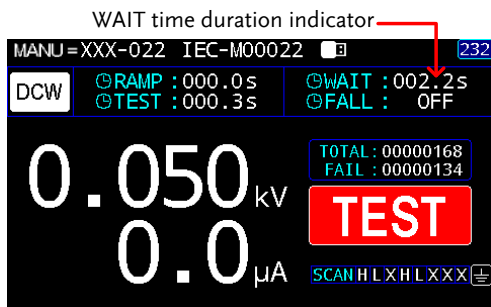 WAIT time duration indicator
MANU=XXX-022 IEC-M00022 232
DCW RAMP :000.0s WAIT :002.2s
TEST :000.3s FALL : OFF
0.050 kV
TOTAL:00000168
FAIL :00000134
TEST
0.0 µA
SCAN H L X H L X X X